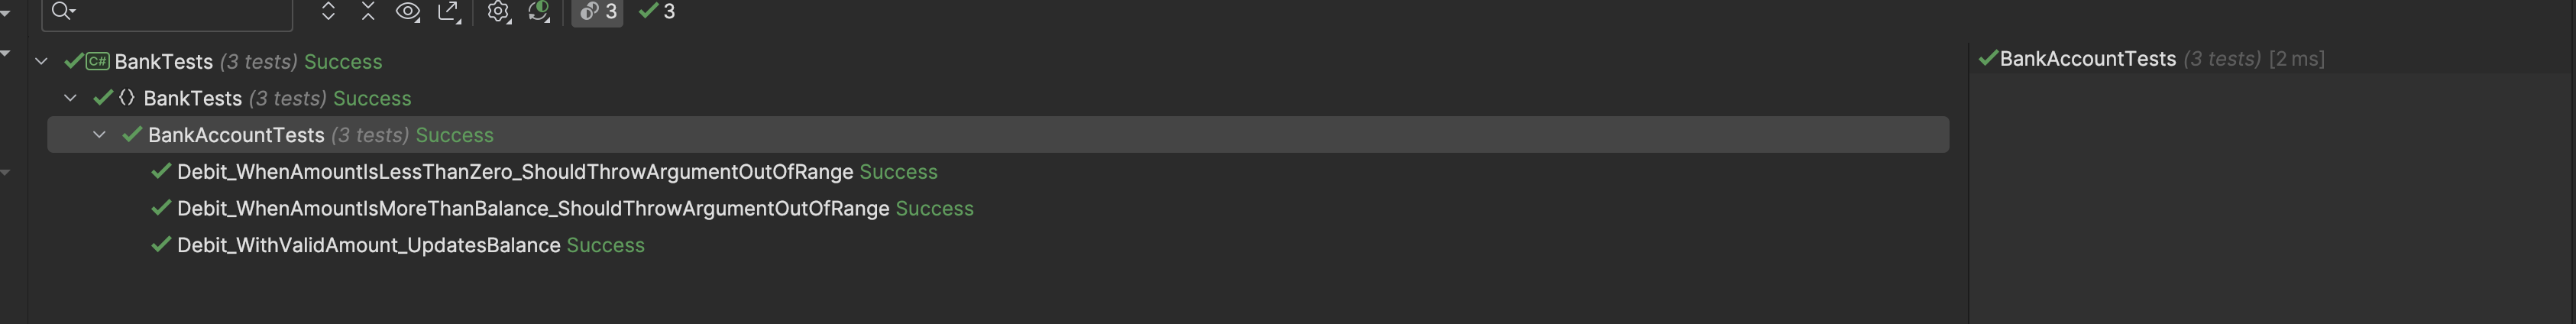 3 3
C# BankTests (3 tests) Success
BankTests (3 tests) Success
BankAccountTests (3 tests) Success
Debit_WhenAmountIsLessThanZero_ShouldThrowArgumentOutOfRange Success
Debit_WhenAmountIsMoreThanBalance_ShouldThrowArgumentOutOfRange Success
Debit_WithValidAmount_UpdatesBalance Success
BankAccountTests (3 tests) [2 ms]